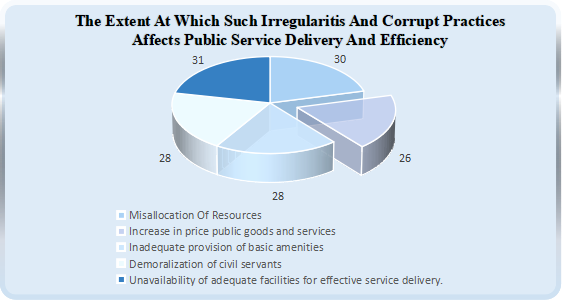 The Extent At Which Such Irregularitis And Corrupt Practices
Affects Public Service Delivery And Efficiency
31
30
28
26
28
Misallocation Of Resources
Increase in price public goods and services
Inadequate provision of basic amenities
Demoralization of civil servants
Unavailability of adequate facilities for effective service delivery.